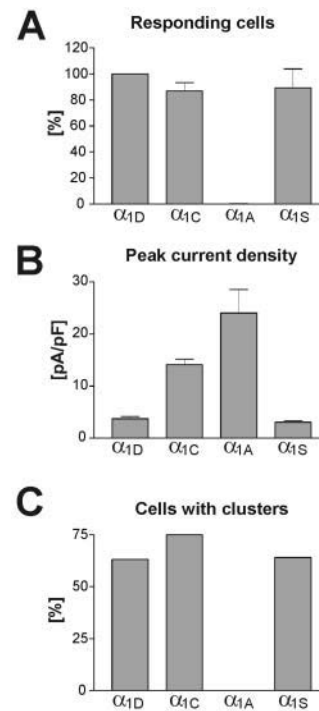 A
Responding cells
[%]
120
100
80
60
40
20
0
α1D α1C α1A α1S
B
Peak current density
[pA/pF]
30
20
10
0
α1D α1C α1A α1S
C
Cells with clusters
[%]
75
50
25
0
α1D α1C α1A α1S